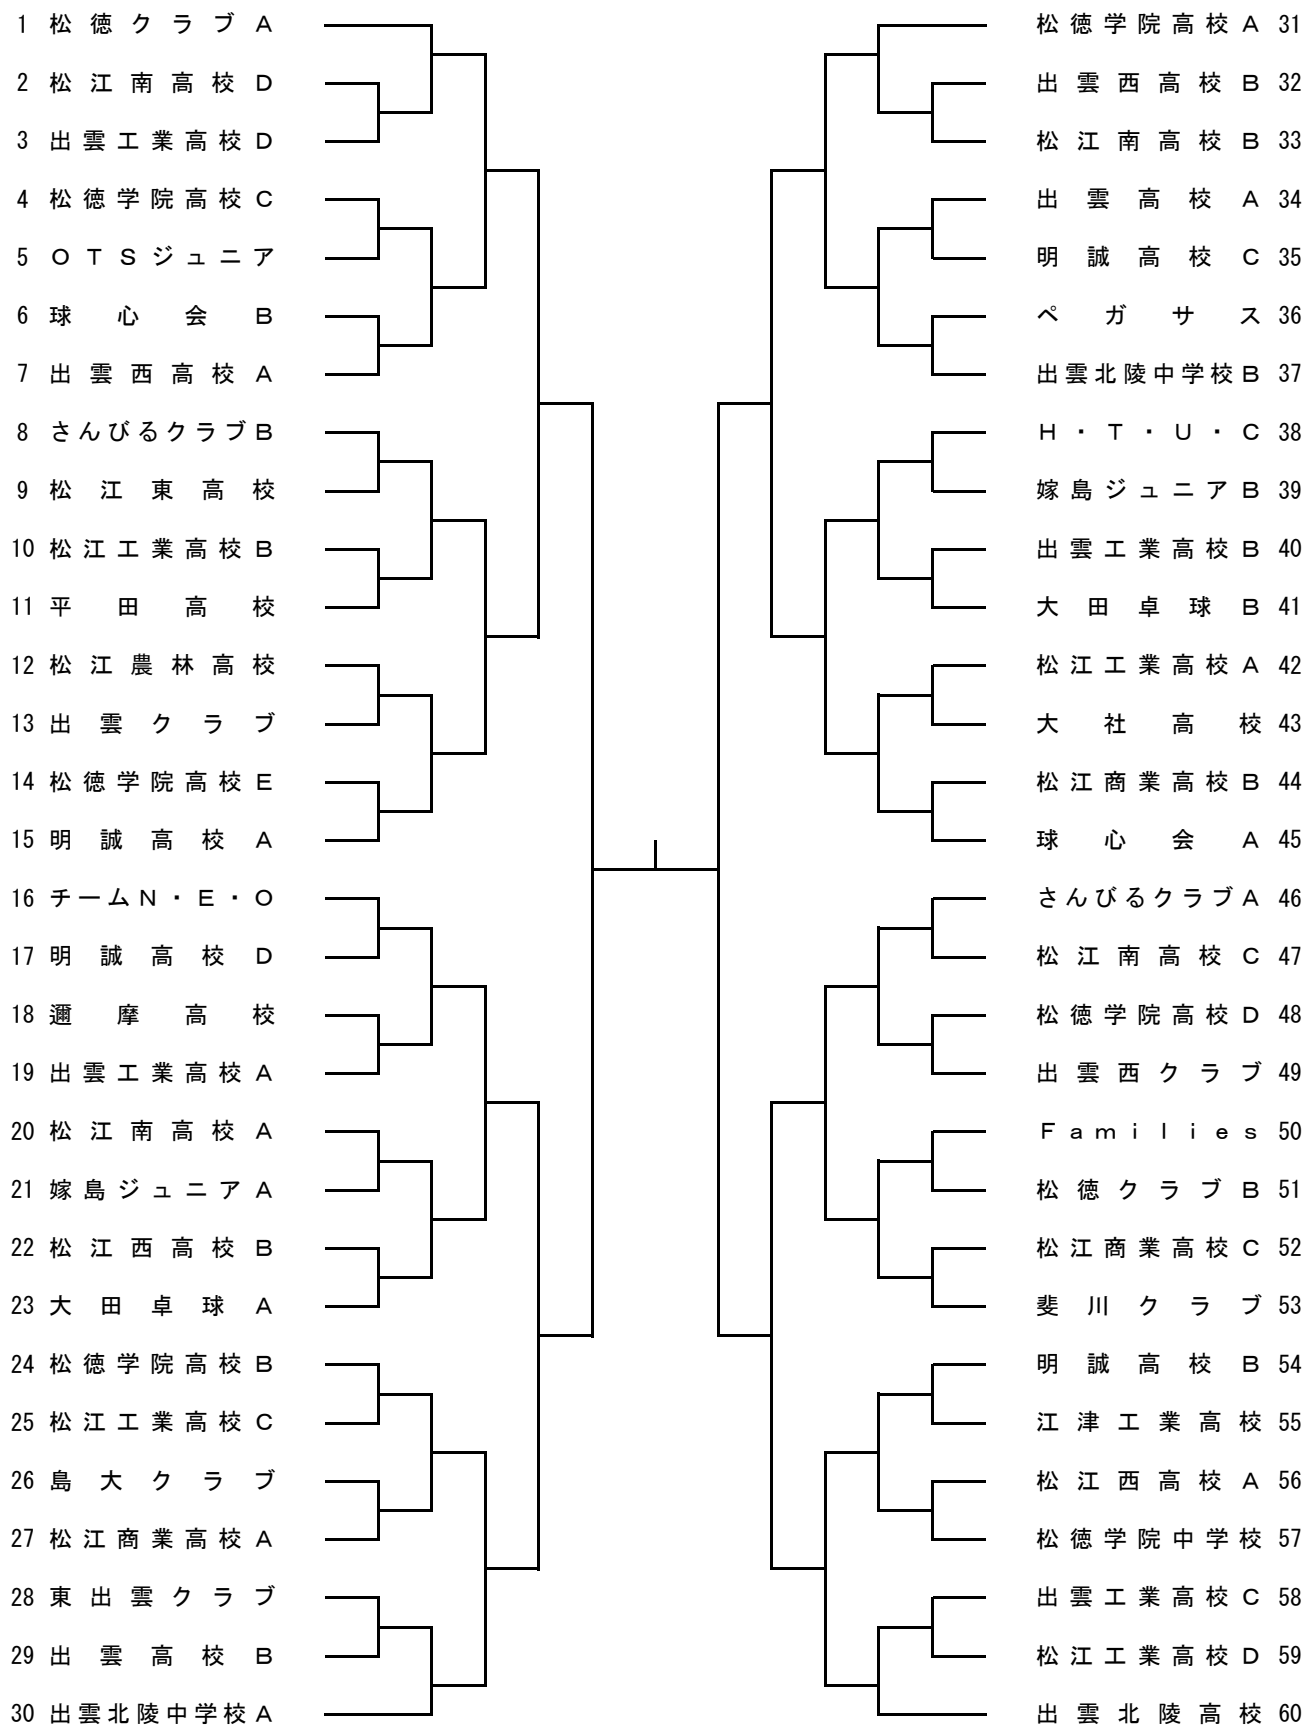 1 松徳クラブA
2 松江南高校D
3 出雲工業高校D
4 松徳学院高校C
5 OTSジュニア
6 球心会B
7 出雲西高校A
8 さんびるクラブB
9 松江東高校
10 松江工業高校B
11 平田高校
12 松江農林高校
13 出雲クラブ
14 松徳学院高校E
15 明誠高校A
16 チームN・E・O
17 明誠高校D
18 邇摩高校
19 出雲工業高校A
20 松江南高校A
21 嫁島ジュニアA
22 松江西高校B
23 大田卓球A
24 松徳学院高校B
25 松江工業高校C
26 島大クラブ
27 松江商業高校A
28 東出雲クラブ
29 出雲高校B
30 出雲北陵中学校A
松徳学院高校A 31
出雲西高校B 32
松江南高校B 33
出雲高校A 34
明誠高校C 35
ペガサス 36
出雲北陵中学校B 37
H・T・U・C 38
嫁島ジュニアB 39
出雲工業高校B 40
大田卓球B 41
松江工業高校A 42
大社高校 43
松江商業高校B 44
球心会A 45
さんびるクラブA 46
松江南高校C 47
松徳学院高校D 48
出雲西クラブ 49
Families 50
松徳クラブB 51
松江商業高校C 52
斐川クラブ 53
明誠高校B 54
江津工業高校 55
松江西高校A 56
松徳学院中学校 57
出雲工業高校C 58
松江工業高校D 59
出雲北陵高校 60